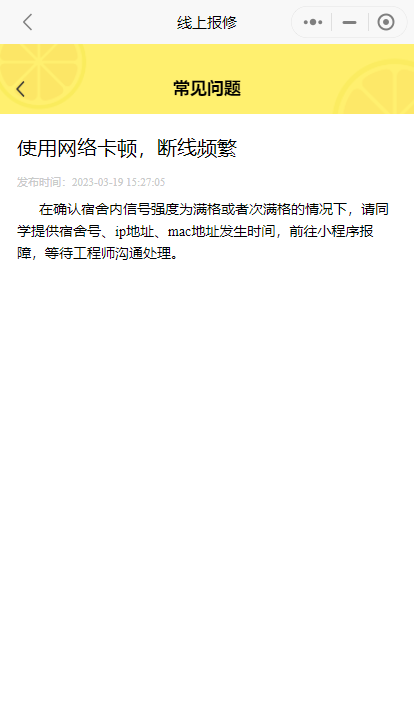 线上报修
常见问题
使用网络卡顿，断线频繁
发布时间：2023-03-19 15:27:05
在确认宿舍内信号强度为满格或者次满格的情况下，请同
学提供宿舍号、ip地址、mac地址发生时间，前往小程序报
障，等待工程师沟通处理。